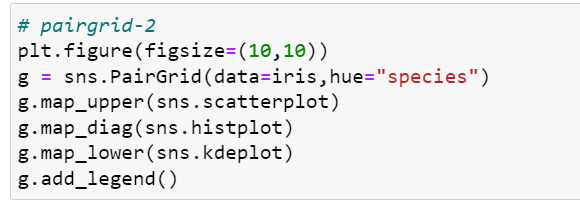 # pairgrid-2
plt.figure(figsize=(10,10))
g = sns.PairGrid(data=iris,hue="species")
g.map_upper(sns.scatterplot)
g.map_diag(sns.histplot)
g.map_lower(sns.kdeplot)
g.add_legend()